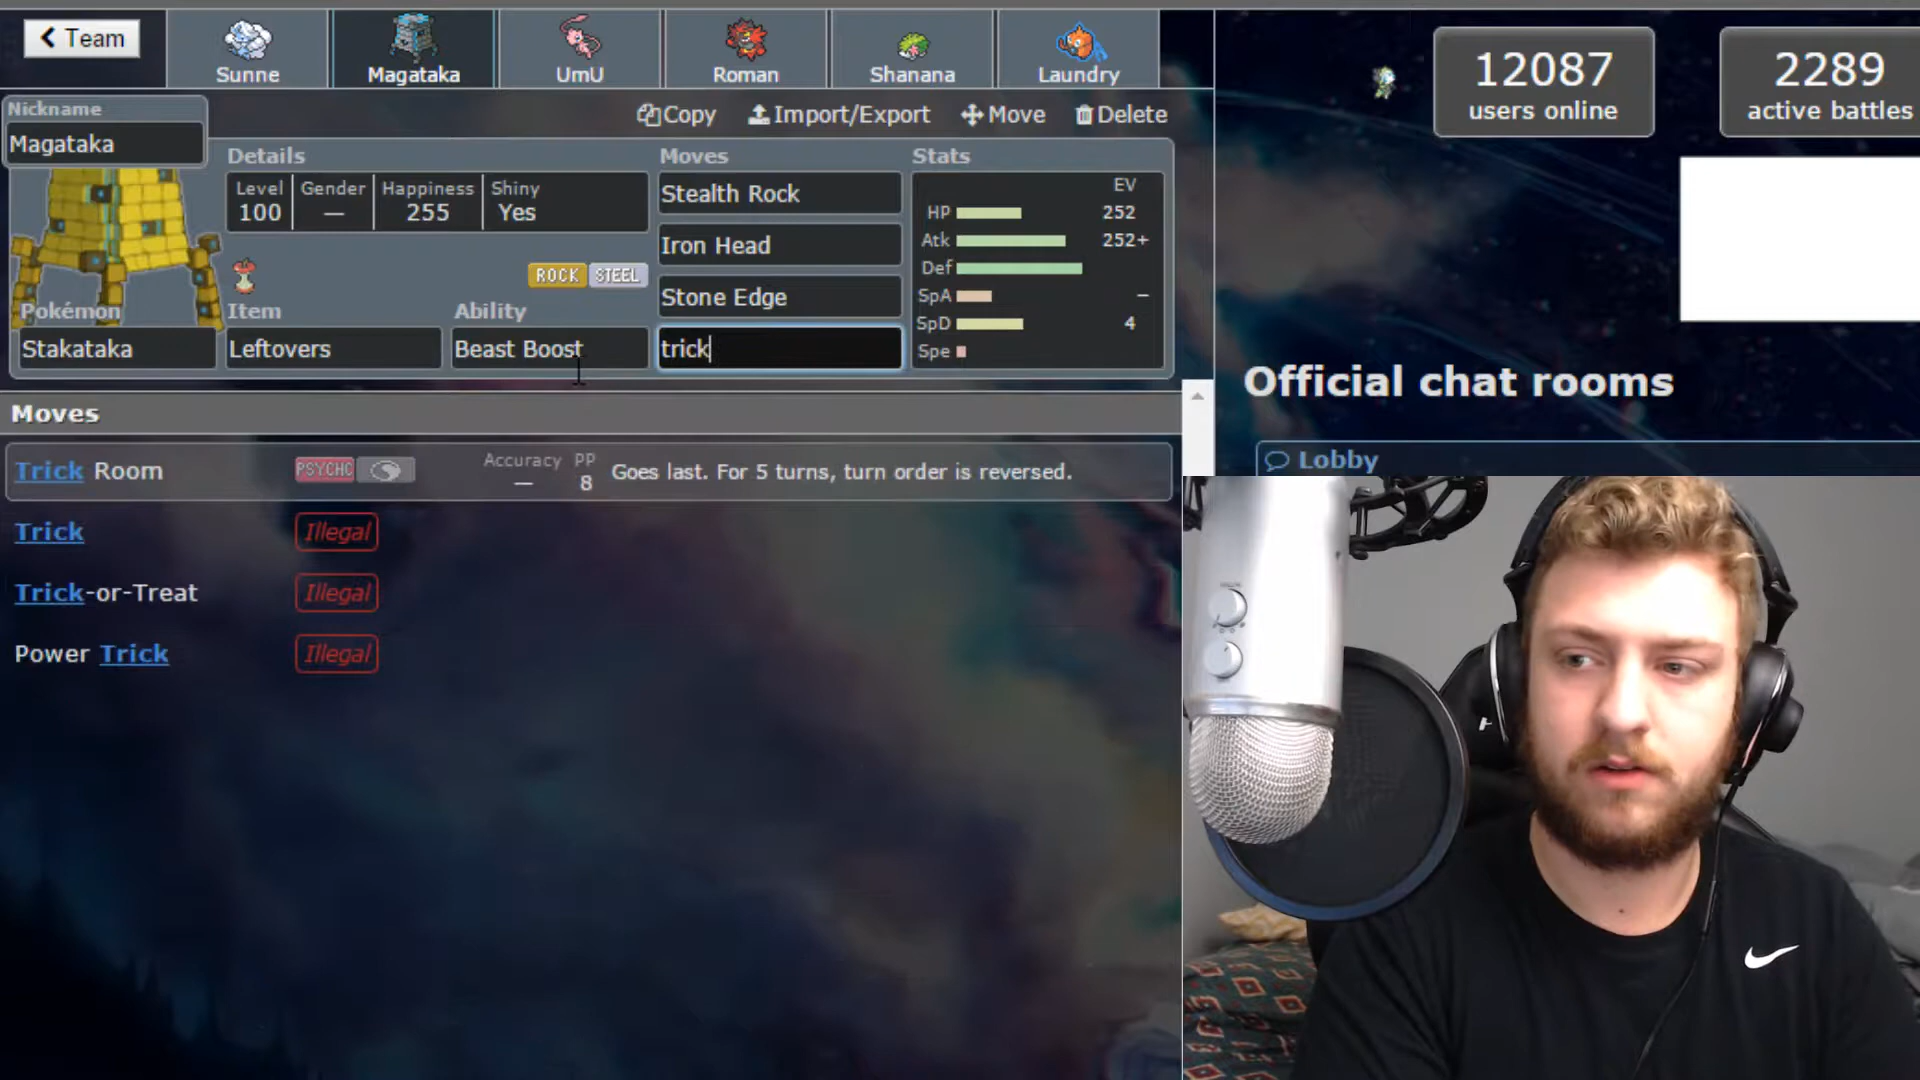 Team
Sunne
Magataka
UmU
Roman
Shanana
Laundry
12087
users online
2289
active battles
Copy
Import/Export
Move
Delete
Nickname
Magataka
Details
Level
100
Gender
—
Happiness
255
Shiny
Yes
ROCK
STEEL
Pokémon
Stakataka
Item
Leftovers
Ability
Beast Boost
Moves
Stealth Rock
Iron Head
Stone Edge
trick
Stats
EV
HP 252
Atk 252+
Def
SpA −
SpD 4
Spe
Moves
Trick Room PSYCHC Accuracy — PP 8 Goes last. For 5 turns, turn order is reversed.
Trick Illegal
Trick-or-Treat Illegal
Power Trick Illegal
Official chat rooms
Lobby